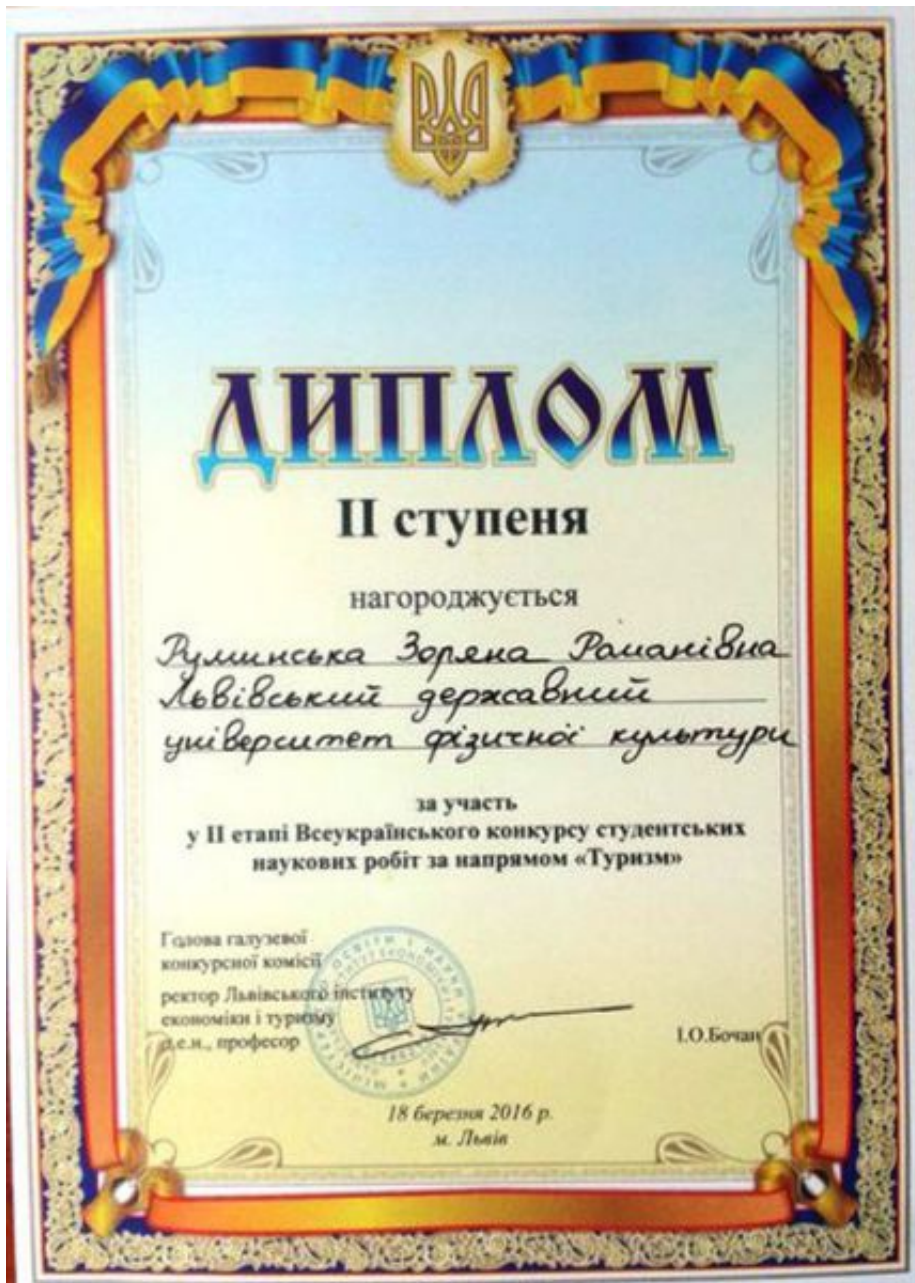 ДИПЛОМ
II ступеня
нагороджується
Руминська Зоряна Романівна
Львівський державний
університет фізичної культури
за участь
у II етапі Всеукраїнського конкурсу студентських
наукових робіт за напрямом «Туризм»
Голова галузевої
конкурсної комісії
ректор Львівського інституту
економіки і туризму
д.е.н., професор
І.О.Бочан
18 березня 2016 р.
м. Львів